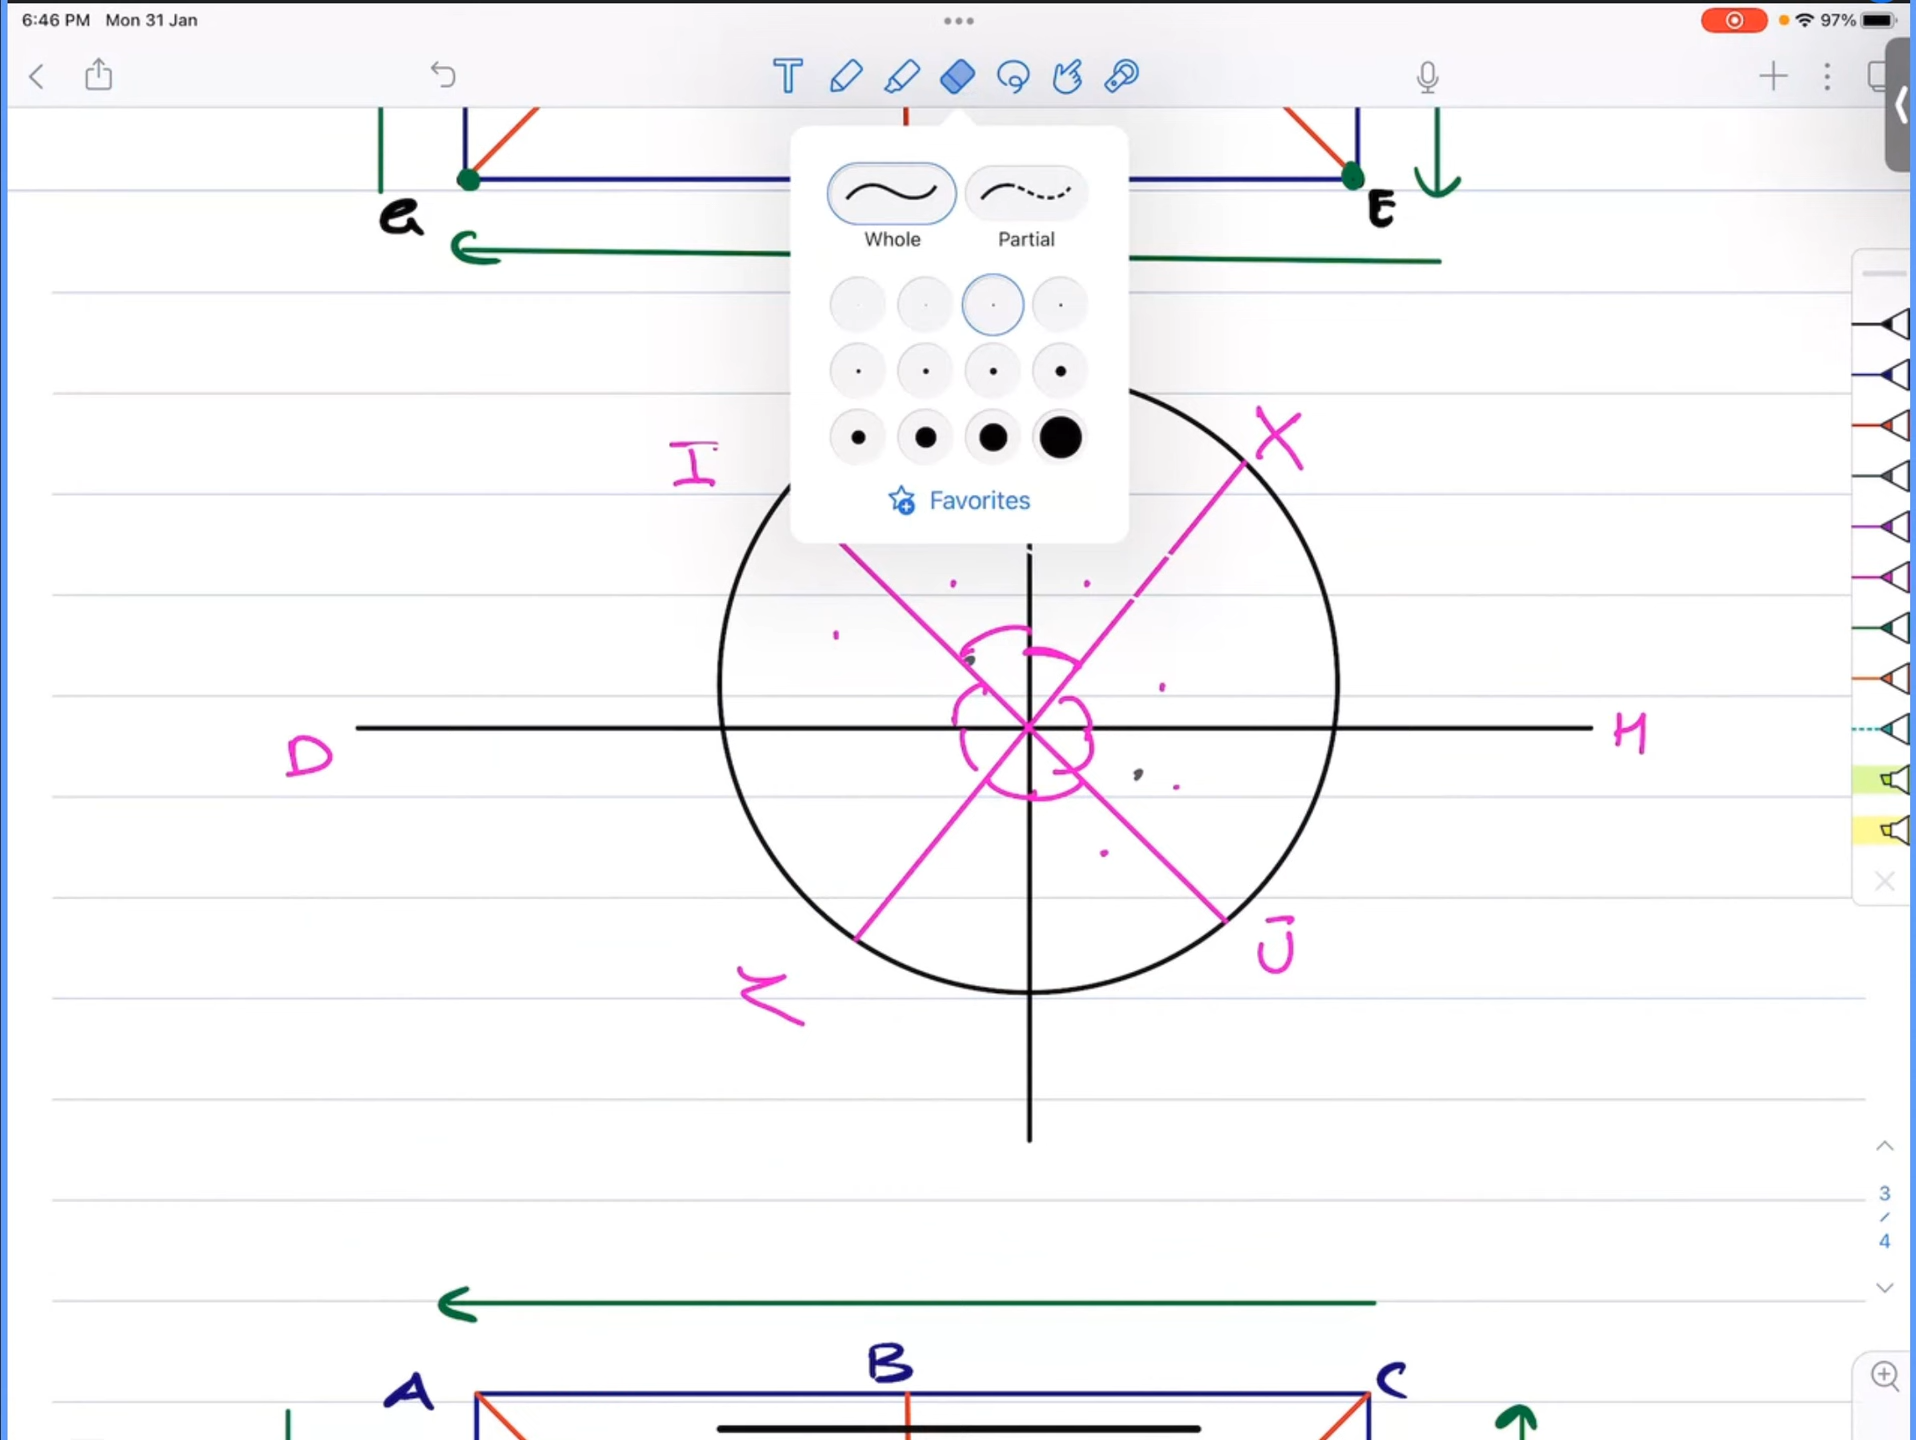 6:46 PM Mon 31 Jan
97%
T
G
E
Whole
Partial
Favorites
I
X
D
H
J
Y
3
/
4
B
A
C